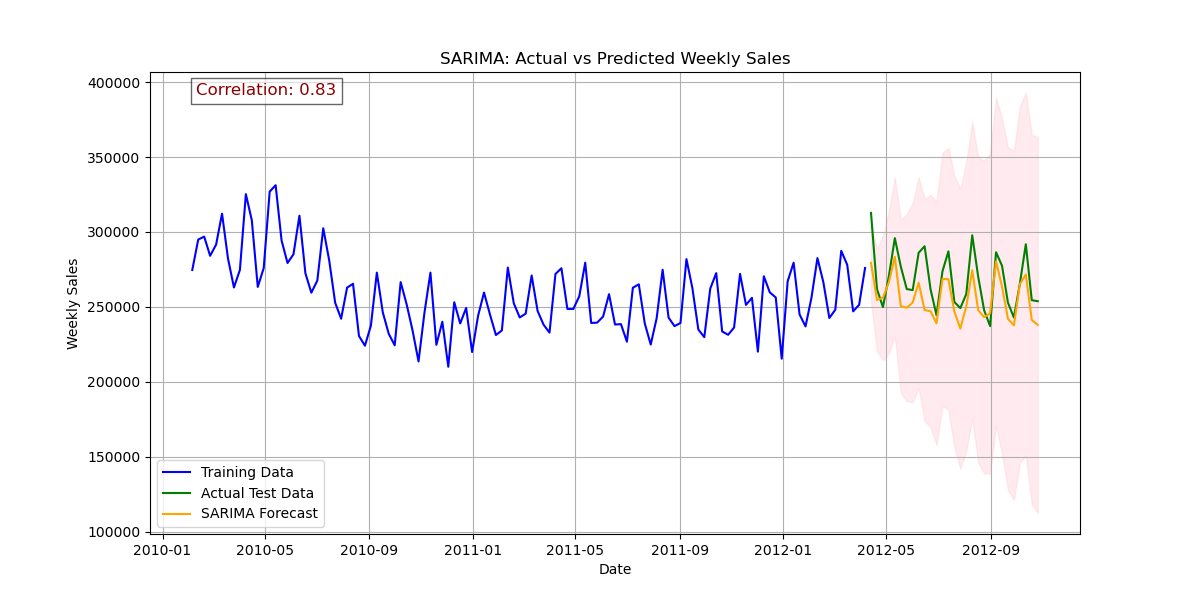 SARIMA: Actual vs Predicted Weekly Sales
Correlation: 0.83
400000
350000
300000
250000
200000
150000
100000
Weekly Sales
Training Data
Actual Test Data
SARIMA Forecast
2010-01 2010-05 2010-09 2011-01 2011-05 2011-09 2012-01 2012-05 2012-09
Date